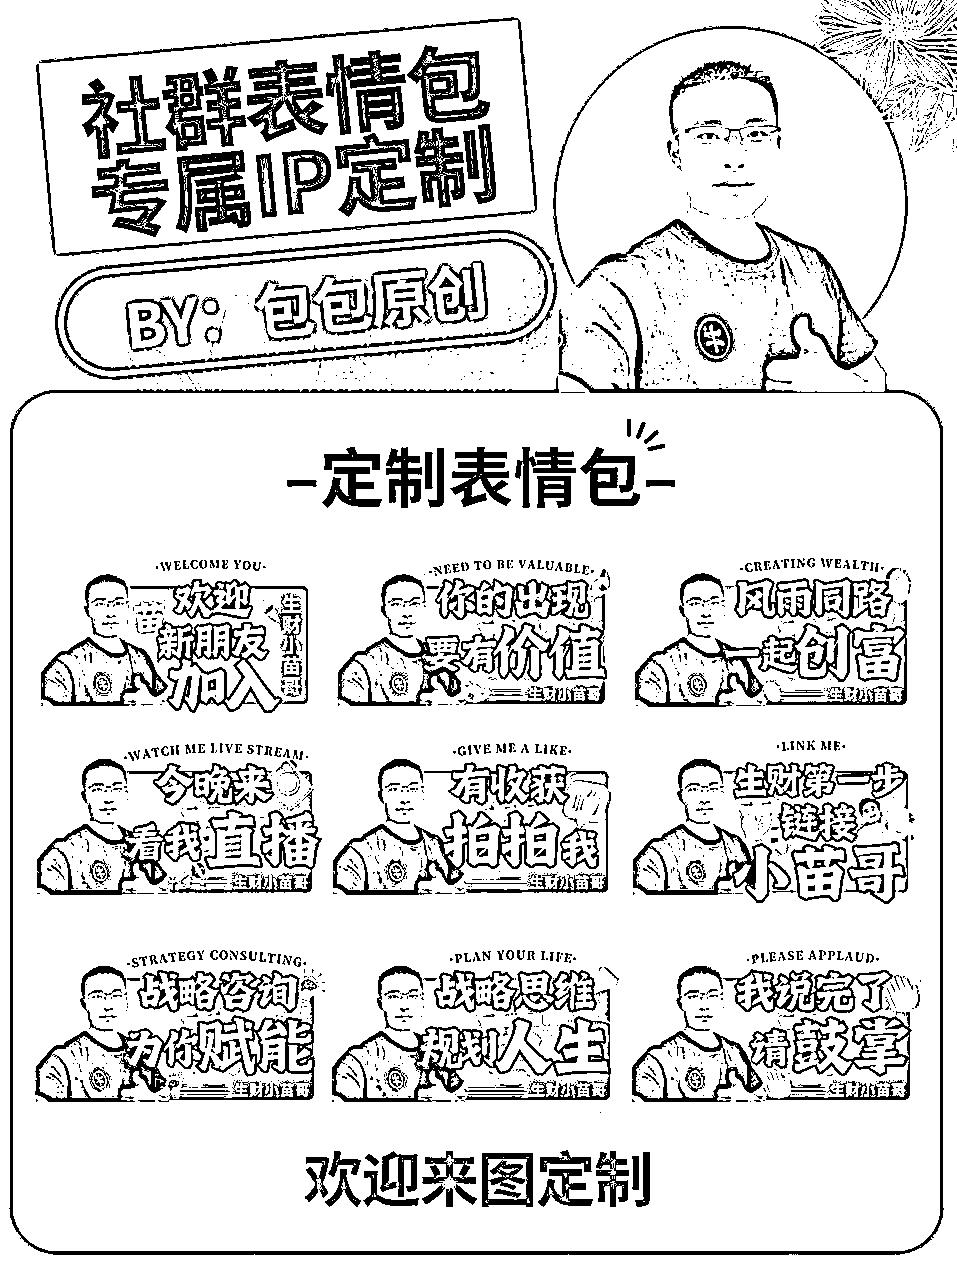 社群表情包
专属IP定制
BY：包包原创
牛
-定制表情包-
·WELCOME YOU·
欢迎
新朋友
加入
苗
生财小苗哥
·NEED TO BE VALUABLE·
你的出现
要有价值
生财小苗哥
·CREATING WEALTH·
风雨同路
一起创富
生财小苗哥
·WATCH ME LIVE STREAM·
今晚来
看我直播
生财小苗哥
·GIVE ME A LIKE·
有收获
拍拍我
生财小苗哥
·LINK ME·
生财第一步
链接
小苗哥
·STRATEGY CONSULTING·
战略咨询
为你赋能
生财小苗哥
·PLAN YOUR LIFE·
战略思维
规划人生
生财小苗哥
·PLEASE APPLAUD·
我说完了
请鼓掌
生财小苗哥
欢迎来图定制